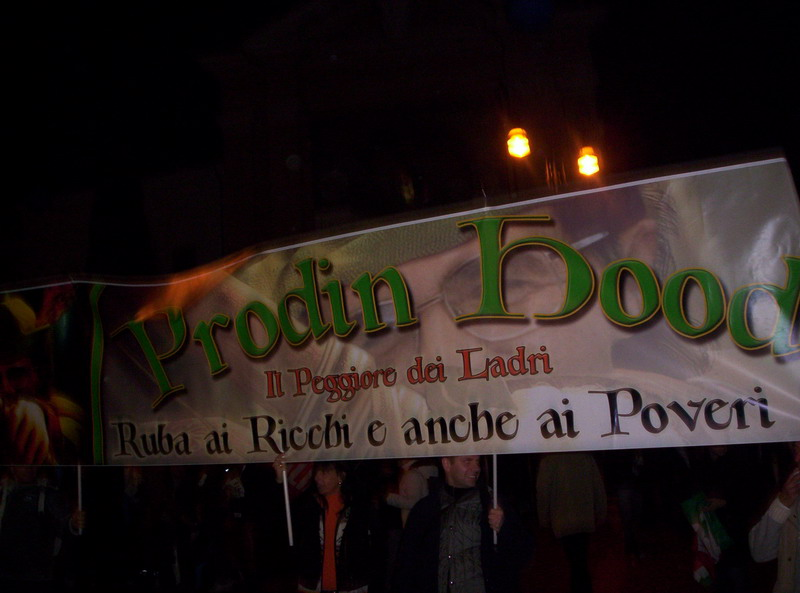 Prodin Hood
Il Peggiore dei Ladri
Ruba ai Ricchi e anche ai Poveri